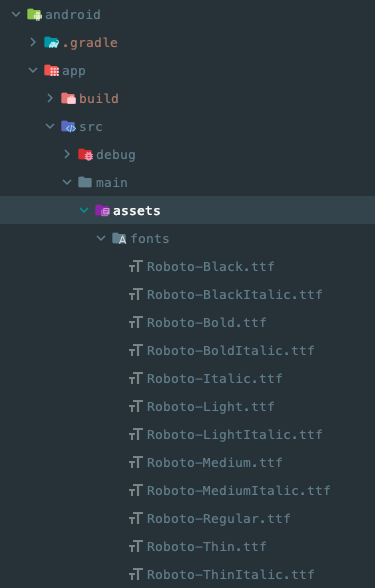 android
.gradle
app
build
src
debug
main
assets
fonts
Roboto-Black.ttf
Roboto-BlackItalic.ttf
Roboto-Bold.ttf
Roboto-BoldItalic.ttf
Roboto-Italic.ttf
Roboto-Light.ttf
Roboto-LightItalic.ttf
Roboto-Medium.ttf
Roboto-MediumItalic.ttf
Roboto-Regular.ttf
Roboto-Thin.ttf
Roboto-ThinItalic.ttf